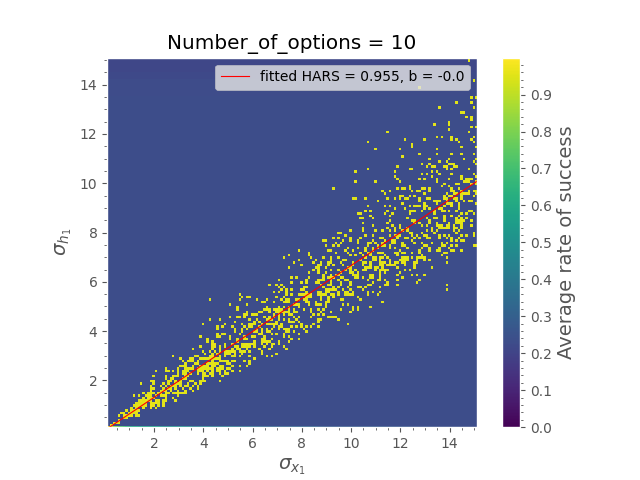 Number_of_options = 10
fitted HARS = 0.955, b = -0.0
14
12
10
8
6
4
2
σh1
2 4 6 8 10 12 14
σx1
0.9
0.8
0.7
0.6
0.5
0.4
0.3
0.2
0.1
0.0
Average rate of success